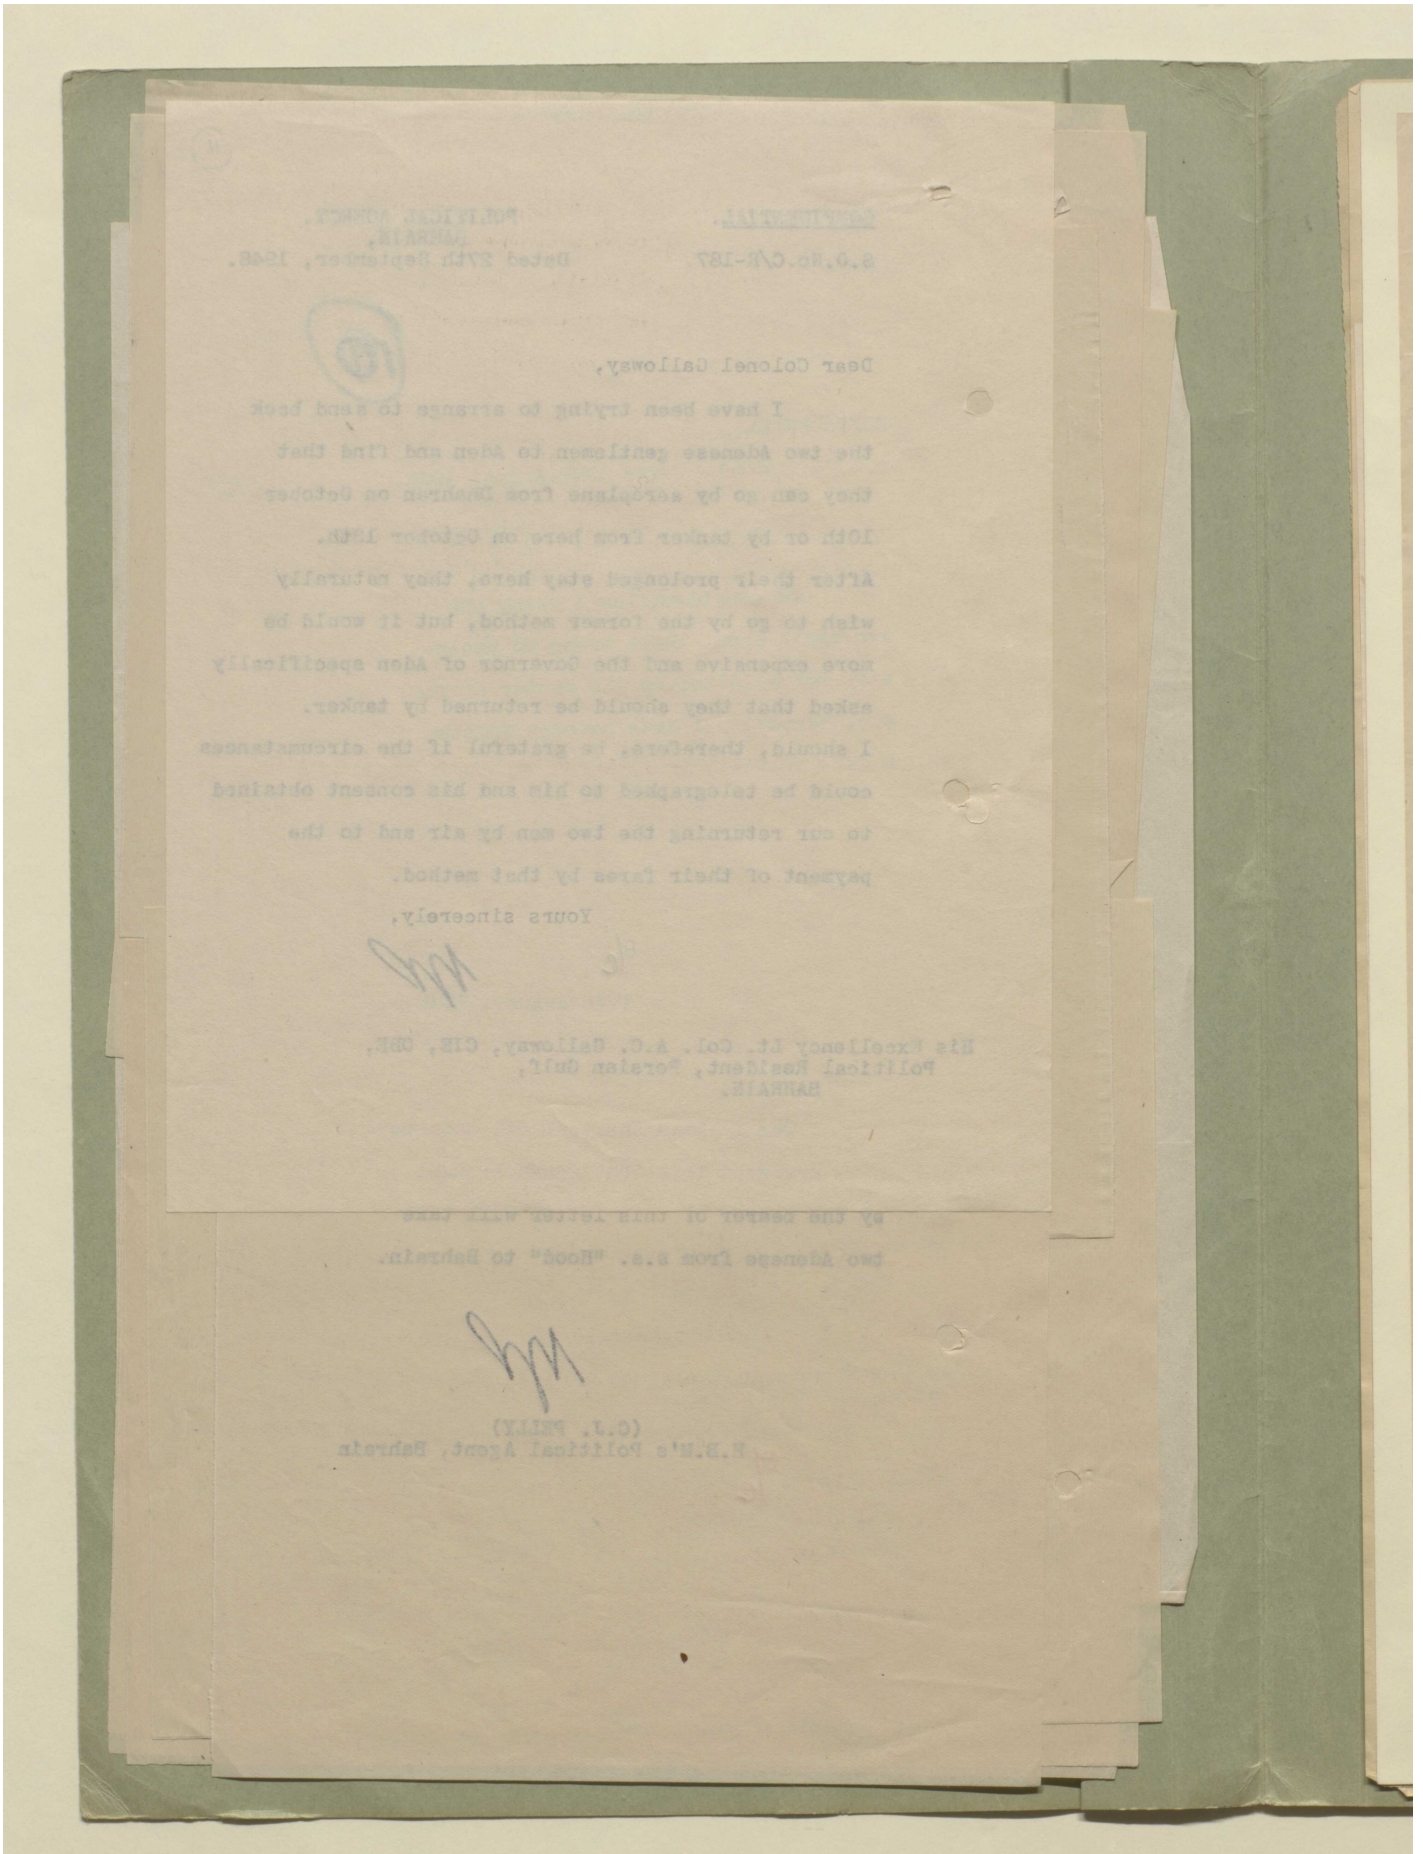 CONFIDENTIAL. POLITICAL AGENCY,
BAHRAIN,
Dated 27th September, 1948.
No.C/R-187
Dear Colonel Galloway,
I have been trying to arrange to send back
the two Adenese gentlemen to Aden and find that
they can go by aeroplane from Dhahran on October
10th or by tanker from here on October
After their prolonged stay here, they naturally
wish to go by the former method, but it would be
more expensive and the Governor of Aden specifically
asked that they should be returned by tanker.
I should, therefore, be grateful if the circumstances
could be telegraphed to him and his consent obtained
to our returning the two men by air and to the
payment of their fares by that method.
Yours sincerely,
His Excellency Lt. Col. A.C. Galloway, CIE, OBE,
Political Resident, Persian Gulf,
BAHRAIN.
by the bearer of this letter will take
two Adenese from s.s. "Hood" to Bahrain.
(C.J. PELLY)
H.B.M's Political Agent, Bahrain